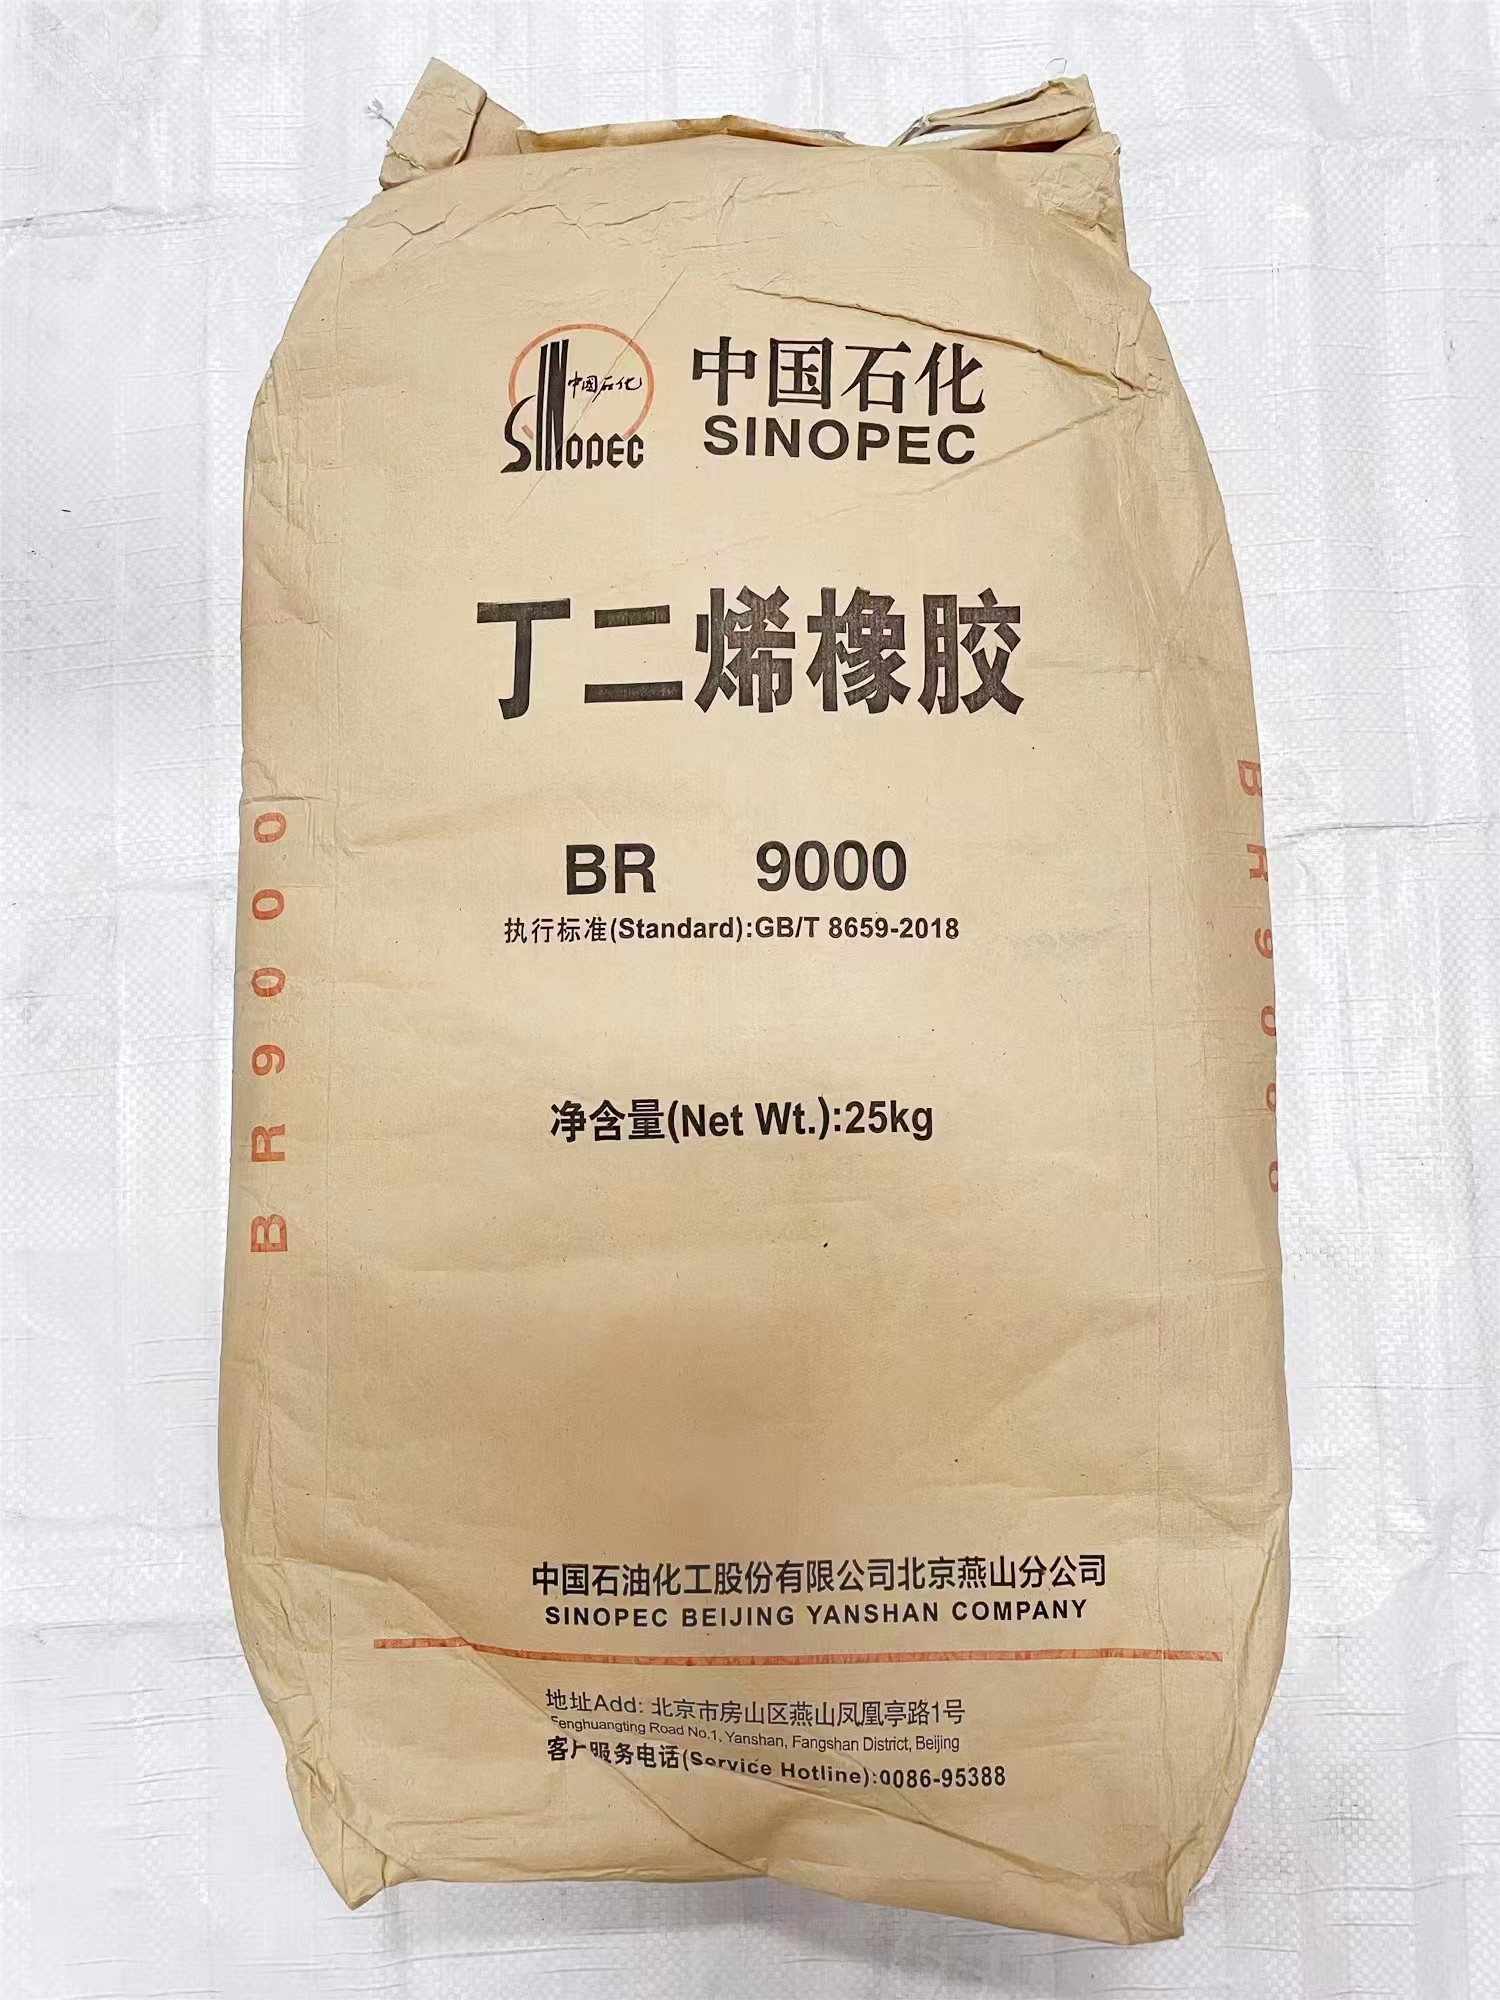 中国石化
SINOPEC
中国石化
SINOPEC
丁二烯橡胶
BR 9000
执行标准(Standard):GB/T 8659-2018
净含量(Net Wt.):25kg
BR9000
BR9000
中国石油化工股份有限公司北京燕山分公司
SINOPEC BEIJING YANSHAN COMPANY
地址Add: 北京市房山区燕山凤凰亭路1号
Fenghuangting Road No.1, Yanshan, Fangshan District, Beijing
客户服务电话(Service Hotline):0086-95388